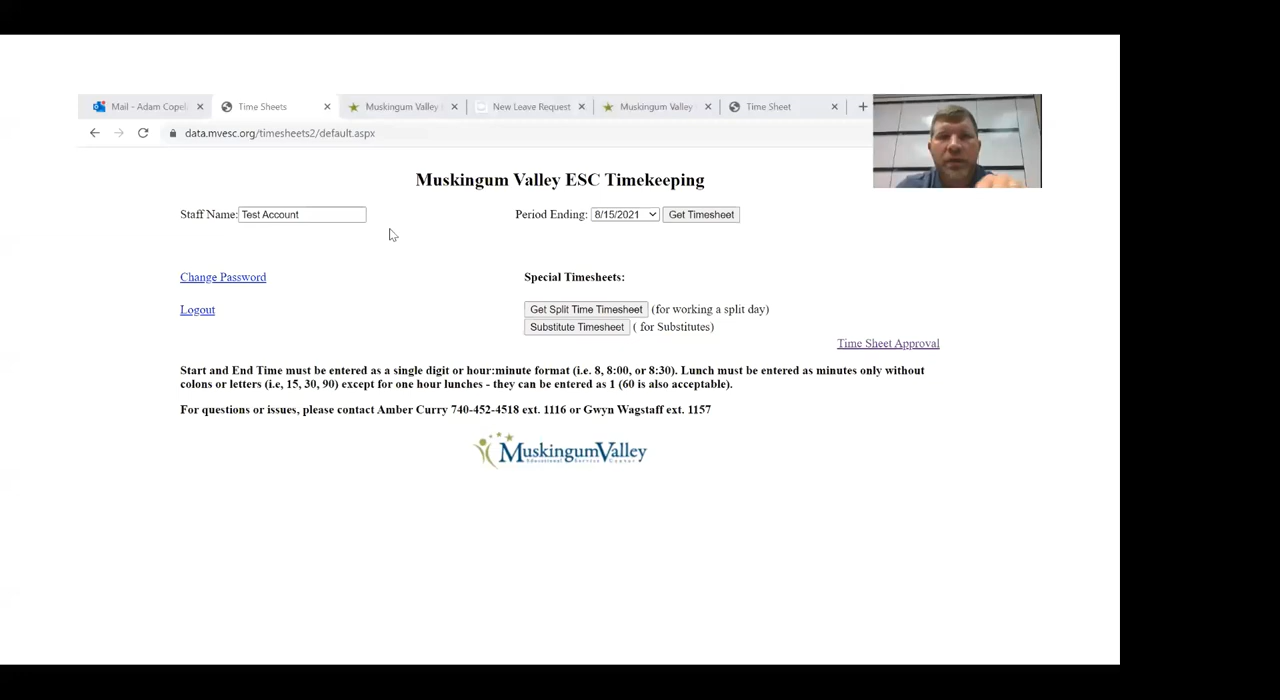 Mail - Adam Copel
Time Sheets
Muskingum Valley
New Leave Request
Muskingum Valley
Time Sheet
data.mvesc.org/timesheets2/default.aspx
Muskingum Valley ESC Timekeeping
Staff Name: Test Account
Period Ending: 8/15/2021 Get Timesheet
Change Password
Special Timesheets:
Logout
Get Split Time Timesheet (for working a split day)
Substitute Timesheet ( for Substitutes)
Time Sheet Approval
Start and End Time must be entered as a single digit or hour:minute format (i.e. 8, 8:00, or 8:30). Lunch must be entered as minutes only without
colons or letters (i.e, 15, 30, 90) except for one hour lunches - they can be entered as 1 (60 is also acceptable).
For questions or issues, please contact Amber Curry 740-452-4518 ext. 1116 or Gwyn Wagstaff ext. 1157
MuskingumValley
Educational Service Center